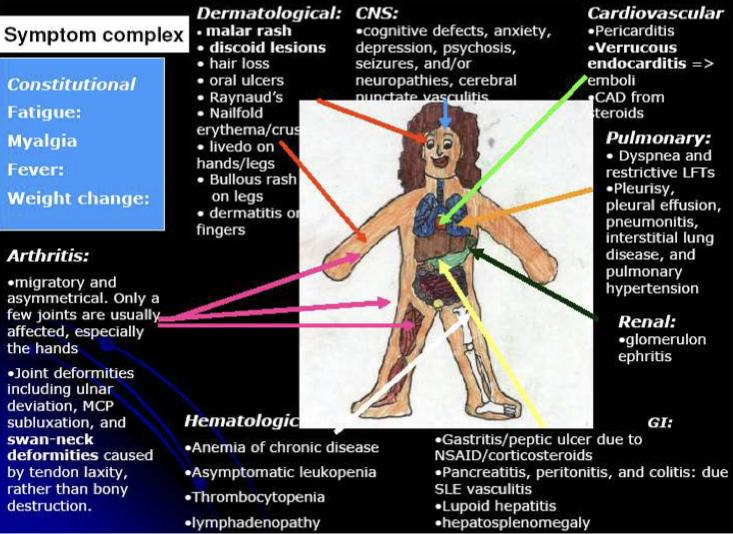 Symptom complex
Constitutional
Fatigue:
Myalgia
Fever:
Weight change:
Dermatological:
• malar rash
• discoid lesions
• hair loss
• oral ulcers
• Raynaud's
• Nailfold
erythema/crus
• livedo on
hands/legs
• Bullous rash
on legs
• dermatitis on
fingers
CNS:
•cognitive defects, anxiety,
depression, psychosis,
seizures, and/or
neuropathies, cerebral
punctate vasculitis
Cardiovascular
•Pericarditis
•Verrucous
endocarditis =>
emboli
•CAD from
steroids
Pulmonary:
• Dyspnea and
restrictive LFTs
•Pleurisy,
pleural effusion,
pneumonitis,
interstitial lung
disease, and
pulmonary
hypertension
Renal:
•glomerulon
ephritis
Arthritis:
•migratory and
asymmetrical. Only a
few joints are usually
affected, especially
the hands
•Joint deformities
including ulnar
deviation, MCP
subluxation, and
swan-neck
deformities caused
by tendon laxity,
rather than bony
destruction.
Hematologic
•Anemia of chronic disease
•Asymptomatic leukopenia
•Thrombocytopenia
•lymphadenopathy
GI:
•Gastritis/peptic ulcer due to
NSAID/corticosteroids
•Pancreatitis, peritonitis, and colitis: due
SLE vasculitis
•Lupoid hepatitis
•hepatosplenomegaly